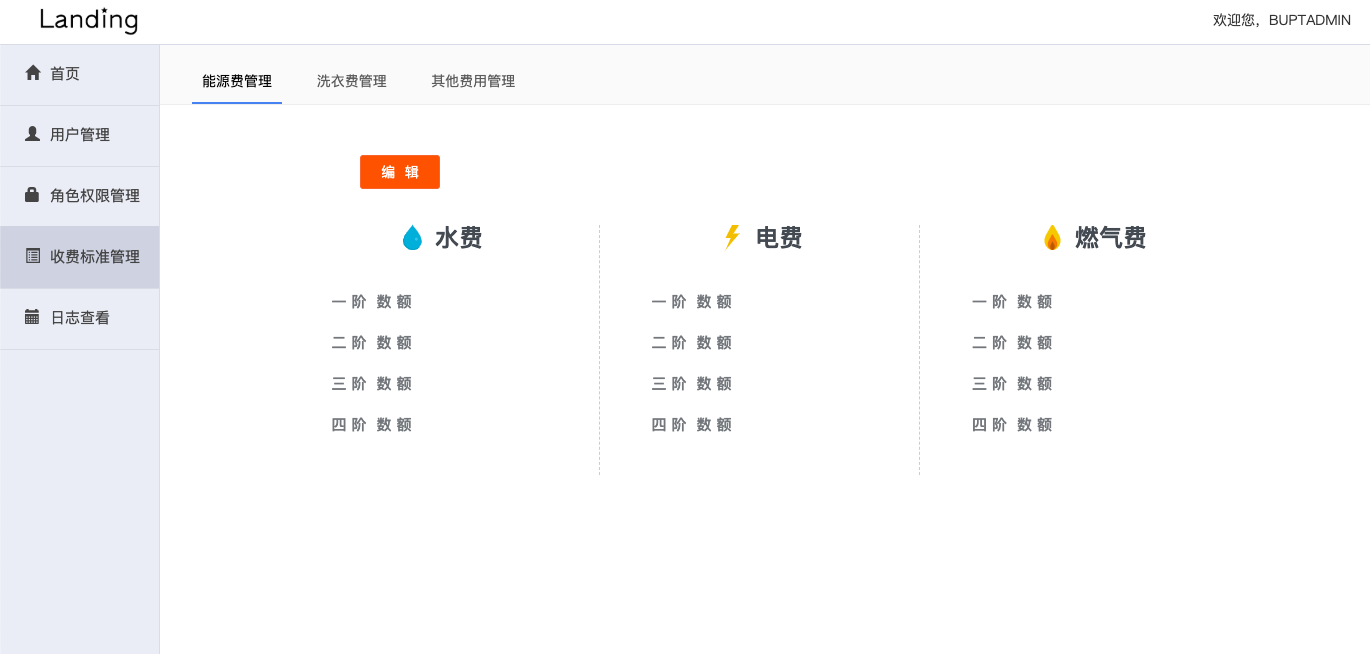 Landing
欢迎您，BUPTADMIN
首页
用户管理
角色权限管理
收费标准管理
日志查看
能源费管理 洗衣费管理 其他费用管理
编 辑
水费
一 阶 数 额
二 阶 数 额
三 阶 数 额
四 阶 数 额
电费
一 阶 数 额
二 阶 数 额
三 阶 数 额
四 阶 数 额
燃气费
一 阶 数 额
二 阶 数 额
三 阶 数 额
四 阶 数 额